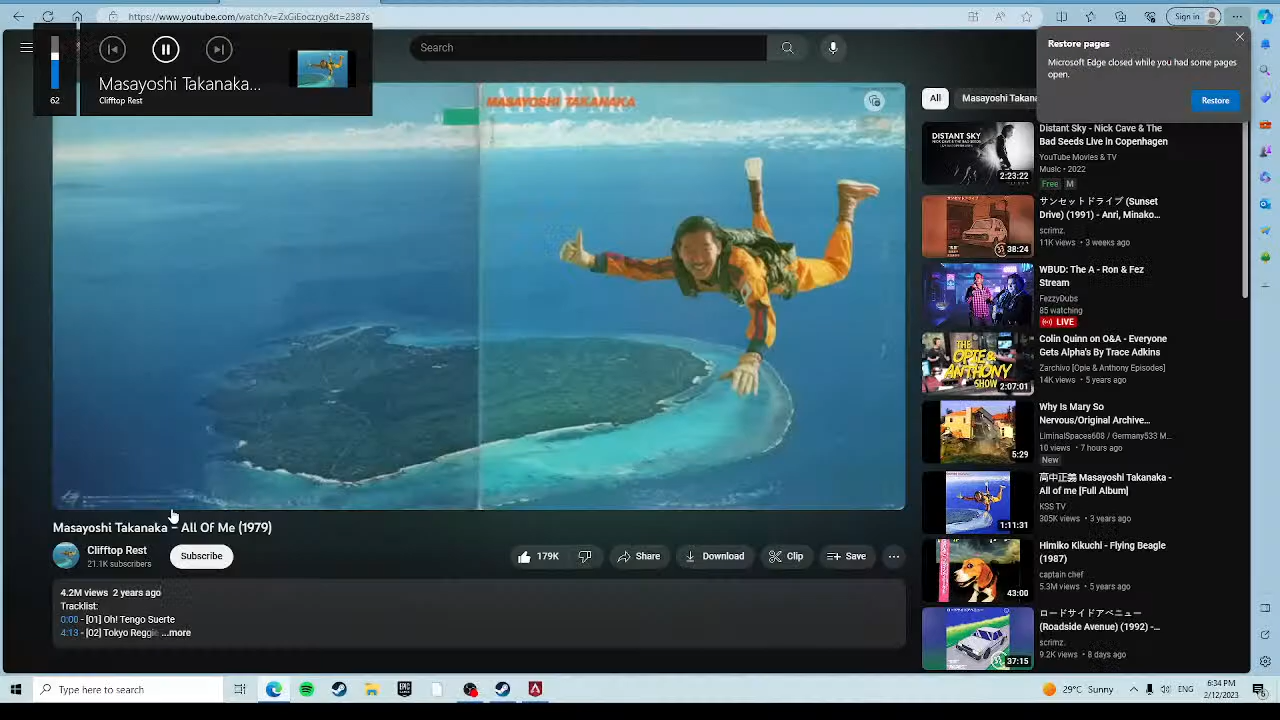 https://www.youtube.com/watch?v=ZxGiEoczryg&t=2387s
Sign in
62
Masayoshi Takanaka...
Clifftop Rest
Search
Restore pages
Microsoft Edge closed while you had some pages
open.
Restore
MASAYOSHI TAKANAKA
All
Masayoshi Takana
DISTANT SKY
2:23:22
Distant Sky - Nick Cave & The
Bad Seeds Live in Copenhagen
YouTube Movies & TV
Music • 2022
Free M
38:24
サンセットドライブ (Sunset
Drive) (1991) - Anri, Minako...
scrimz.
11K views • 3 weeks ago
WBUD: The A - Ron & Fez
Stream
FezzyDubs
85 watching
LIVE
THE
OPIE &
ANTHONY
SHOW
2:07:01
Colin Quinn on O&A - Everyone
Gets Alpha's By Trace Adkins
Zarchivo [Opie & Anthony Episodes]
14K views • 5 years ago
5:29
Why Is Mary So
Nervous/Original Archive...
LiminalSpaces608 / Germany533 M...
10 views • 7 hours ago
New
1:11:31
高中正義 Masayoshi Takanaka -
All of me [Full Album]
KSS TV
305K views • 3 years ago
43:00
Himiko Kikuchi - Flying Beagle
(1987)
captain chef
5.3M views • 5 years ago
37:15
ロードサイドアベニュー
(Roadside Avenue) (1992) -...
scrimz.
9.2K views • 8 days ago
Masayoshi Takanaka - All Of Me (1979)
Clifftop Rest
21.1K subscribers
Subscribe
179K
Share
Download
Clip
Save
4.2M views 2 years ago
Tracklist:
0:00 - [01] Oh! Tengo Suerte
4:13 - [02] Tokyo Reggie ...more
Type here to search
EPIC
29°C Sunny
ENG
6:34 PM
2/12/2023